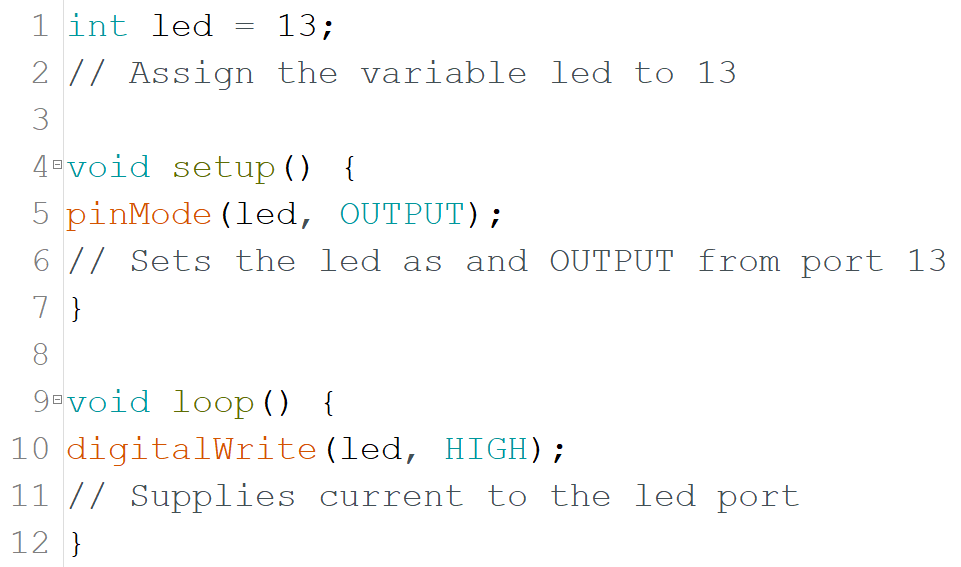 1 int led = 13;
2 // Assign the variable led to 13
3
4 void setup() {
5 pinMode(led, OUTPUT);
6 // Sets the led as and OUTPUT from port 13
7 }
8
9 void loop() {
10 digitalWrite(led, HIGH);
11 // Supplies current to the led port
12 }